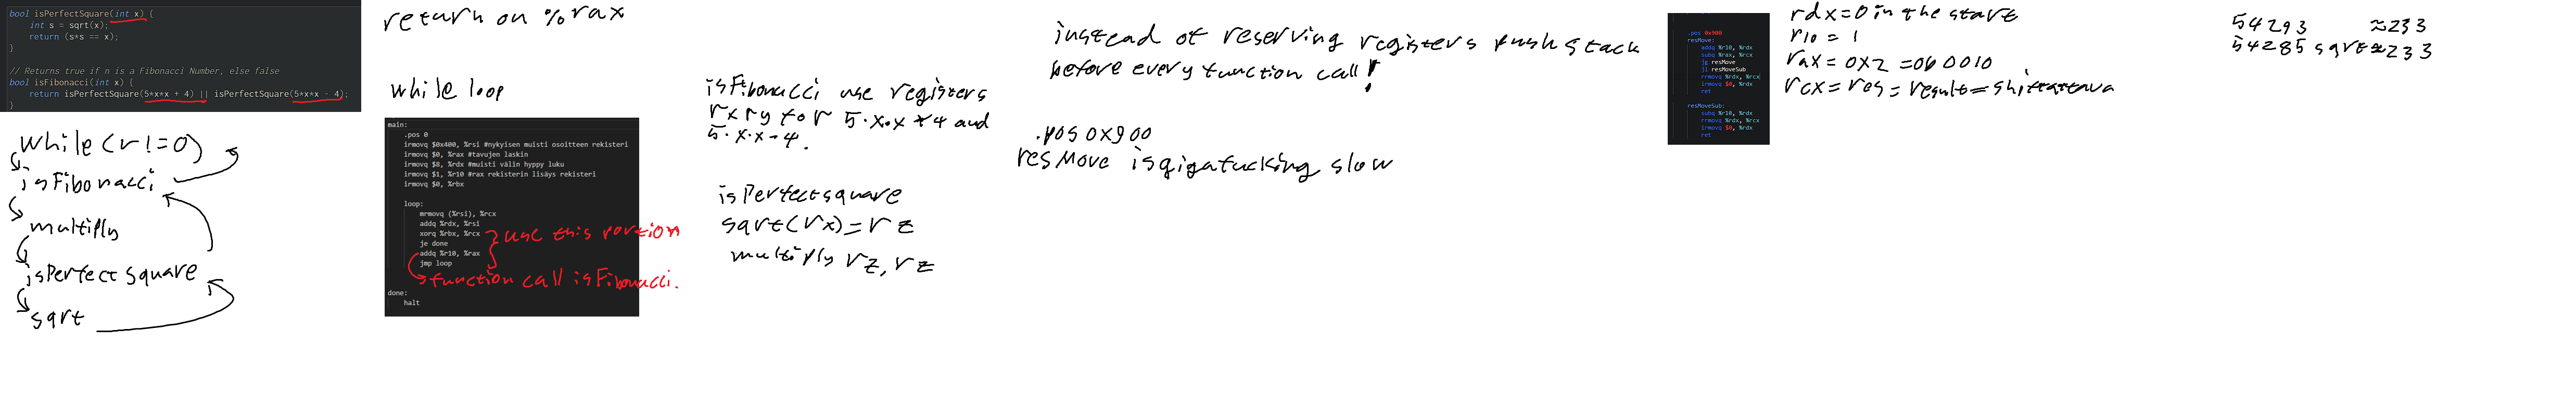 bool isPerfectSquare(int x) {
int s = sqrt(x);
return (s*s == x);
}
// Returns true if n is a Fibonacci Number, else false
bool isFibonacci(int x) {
return isPerfectSquare(5*x*x + 4) || isPerfectSquare(5*x*x - 4);
}
while(r!=0)
isFibonacci
multiply
isPerfect square
sqrt
return on %rax
while loop
main:
.pos 0
irmovq $0x400, %rsi #nykyisen muisti osoitteen rekisteri
irmovq $0, %rax #tavujen laskin
irmovq $8, %rdx #muisti välin hyppy luku
irmovq $1, %r10 #rax rekisterin lisäys rekisteri
irmovq $0, %rbx
loop:
mrmovq (%rsi), %rcx
addq %rdx, %rsi
xorq %rbx, %rcx
je done
addq %r10, %rax
jmp loop
done:
halt
use this portion
function call isFibonacci.
isFibonacci use registers
rx ry for 5·x·x+4 and
5·x·x-4.
isPerfectsquare
sqrt(rx)=rz
multiply rz, rz
instead of reserving registers push stack
before every function call!
.pos 0x900
resMove is gigafucking slow
.pos 0x900
resMove:
addq %r10, %rdx
subq %rax, %rcx
jg resMove
jl resMoveSub
rrmovq %rdx, %rcx
irmovq $0, %rdx
ret
resMoveSub:
subq %r10, %rdx
rrmovq %rdx, %rcx
irmovq $0, %rdx
ret
rdx=0 in the start
r10 = 1
rax = 0x2 = 0b0010
rcx = res = result = shiftattava
54293 ≈233
54285 sqrt≈233